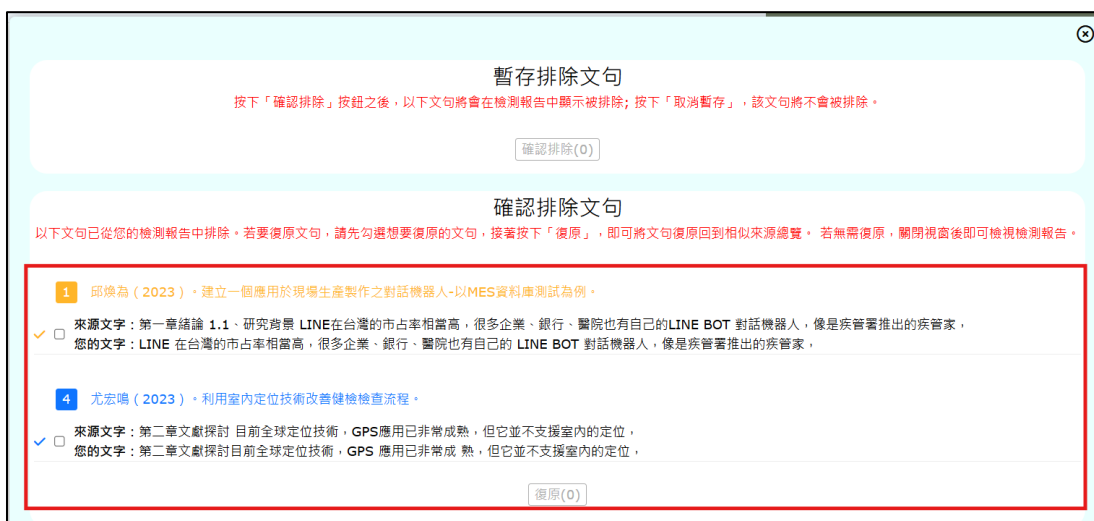 暫存排除文句
按下「確認排除」按鈕之後，以下文句將會在檢測報告中顯示被排除; 按下「取消暫存」，該文句將不會被排除。
確認排除(0)
確認排除文句
以下文句已從您的檢測報告中排除。若要復原文句，請先勾選想要復原的文句，接著按下「復原」，即可將文句復原回到相似來源總覽。 若無需復原，關閉視窗後即可檢視檢測報告。
1 邱煥為（2023）。建立一個應用於現場生產製作之對話機器人-以MES資料庫測試為例。
來源文字：第一章緒論 1.1、研究背景 LINE在台灣的市占率相當高，很多企業、銀行、醫院也有自己的LINE BOT 對話機器人，像是疾管署推出的疾管家，
您的文字：LINE 在台灣的市占率相當高，很多企業、銀行、醫院也有自己的 LINE BOT 對話機器人，像是疾管署推出的疾管家，
4 尤宏鳴（2023）。利用室內定位技術改善健檢檢查流程。
來源文字：第二章文獻探討 目前全球定位技術，GPS應用已非常成熟，但它並不支援室內的定位，
您的文字：第二章文獻探討目前全球定位技術，GPS 應用已非常成 熟，但它並不支援室內的定位，
復原(0)